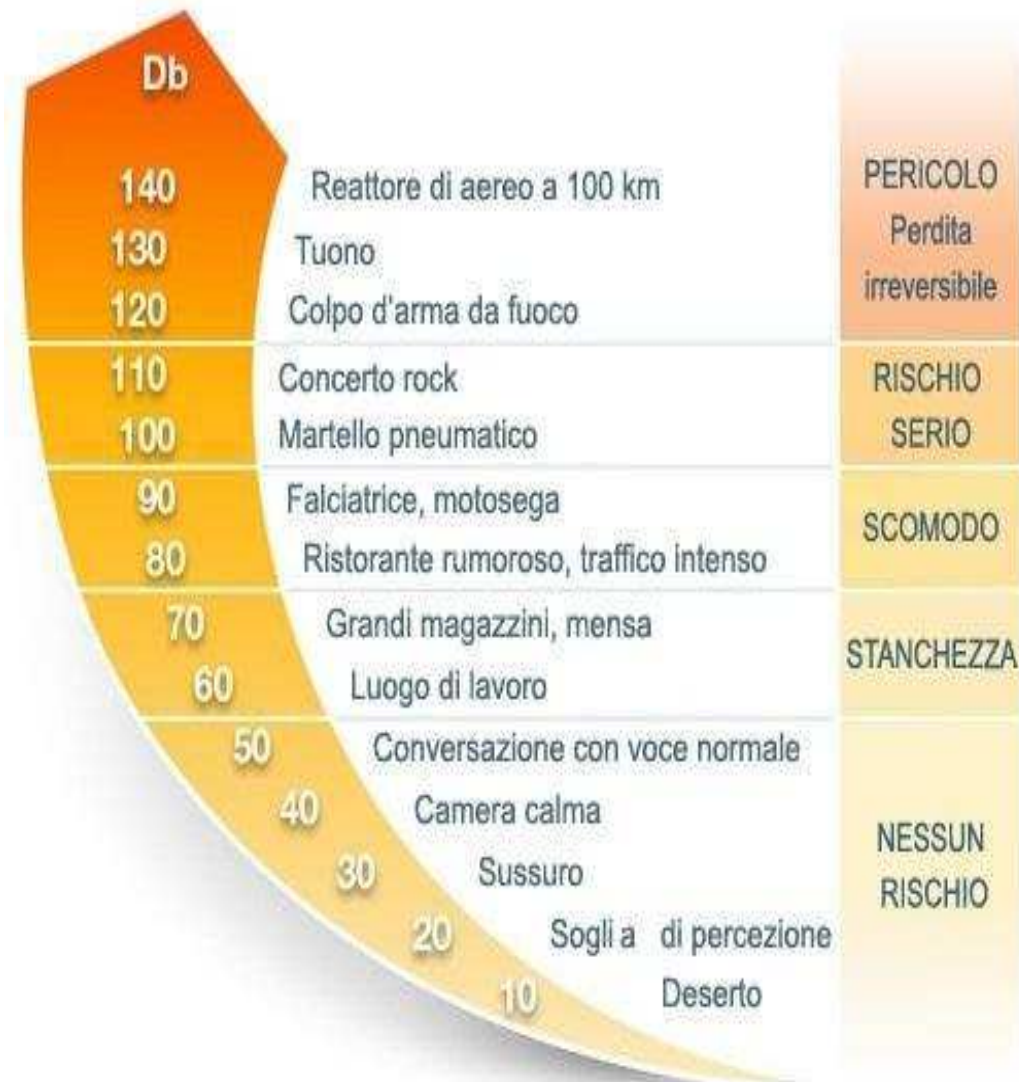 Db
140 Reattore di aereo a 100 km
130 Tuono
120 Colpo d'arma da fuoco
PERICOLO
Perdita
irreversibile
110 Concerto rock
100 Martello pneumatico
RISCHIO
SERIO
90 Falciatrice, motosega
80 Ristorante rumoroso, traffico intenso
SCOMODO
70 Grandi magazzini, mensa
60 Luogo di lavoro
STANCHEZZA
50 Conversazione con voce normale
40 Camera calma
30 Sussuro
20 Sogli a di percezione
10 Deserto
NESSUN
RISCHIO